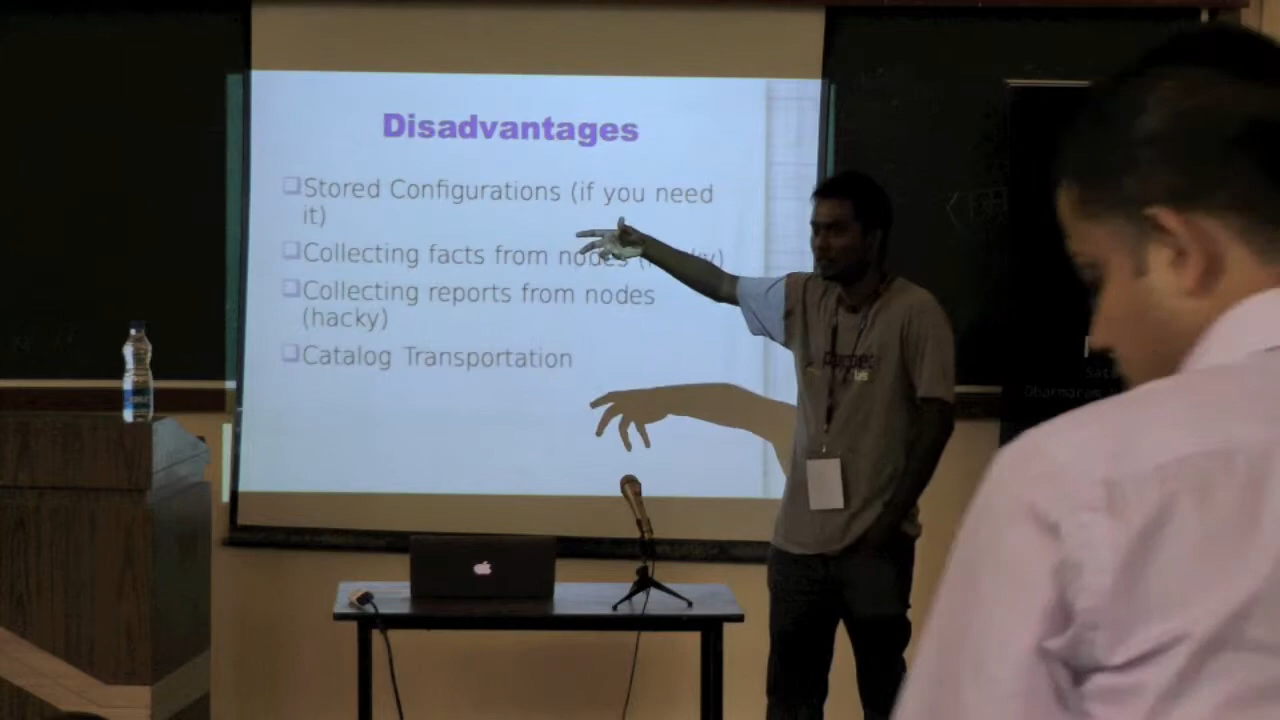 Disadvantages
Stored Configurations (if you need
it)
Collecting facts from nodes
Collecting reports from nodes
(hacky)
Catalog Transportation